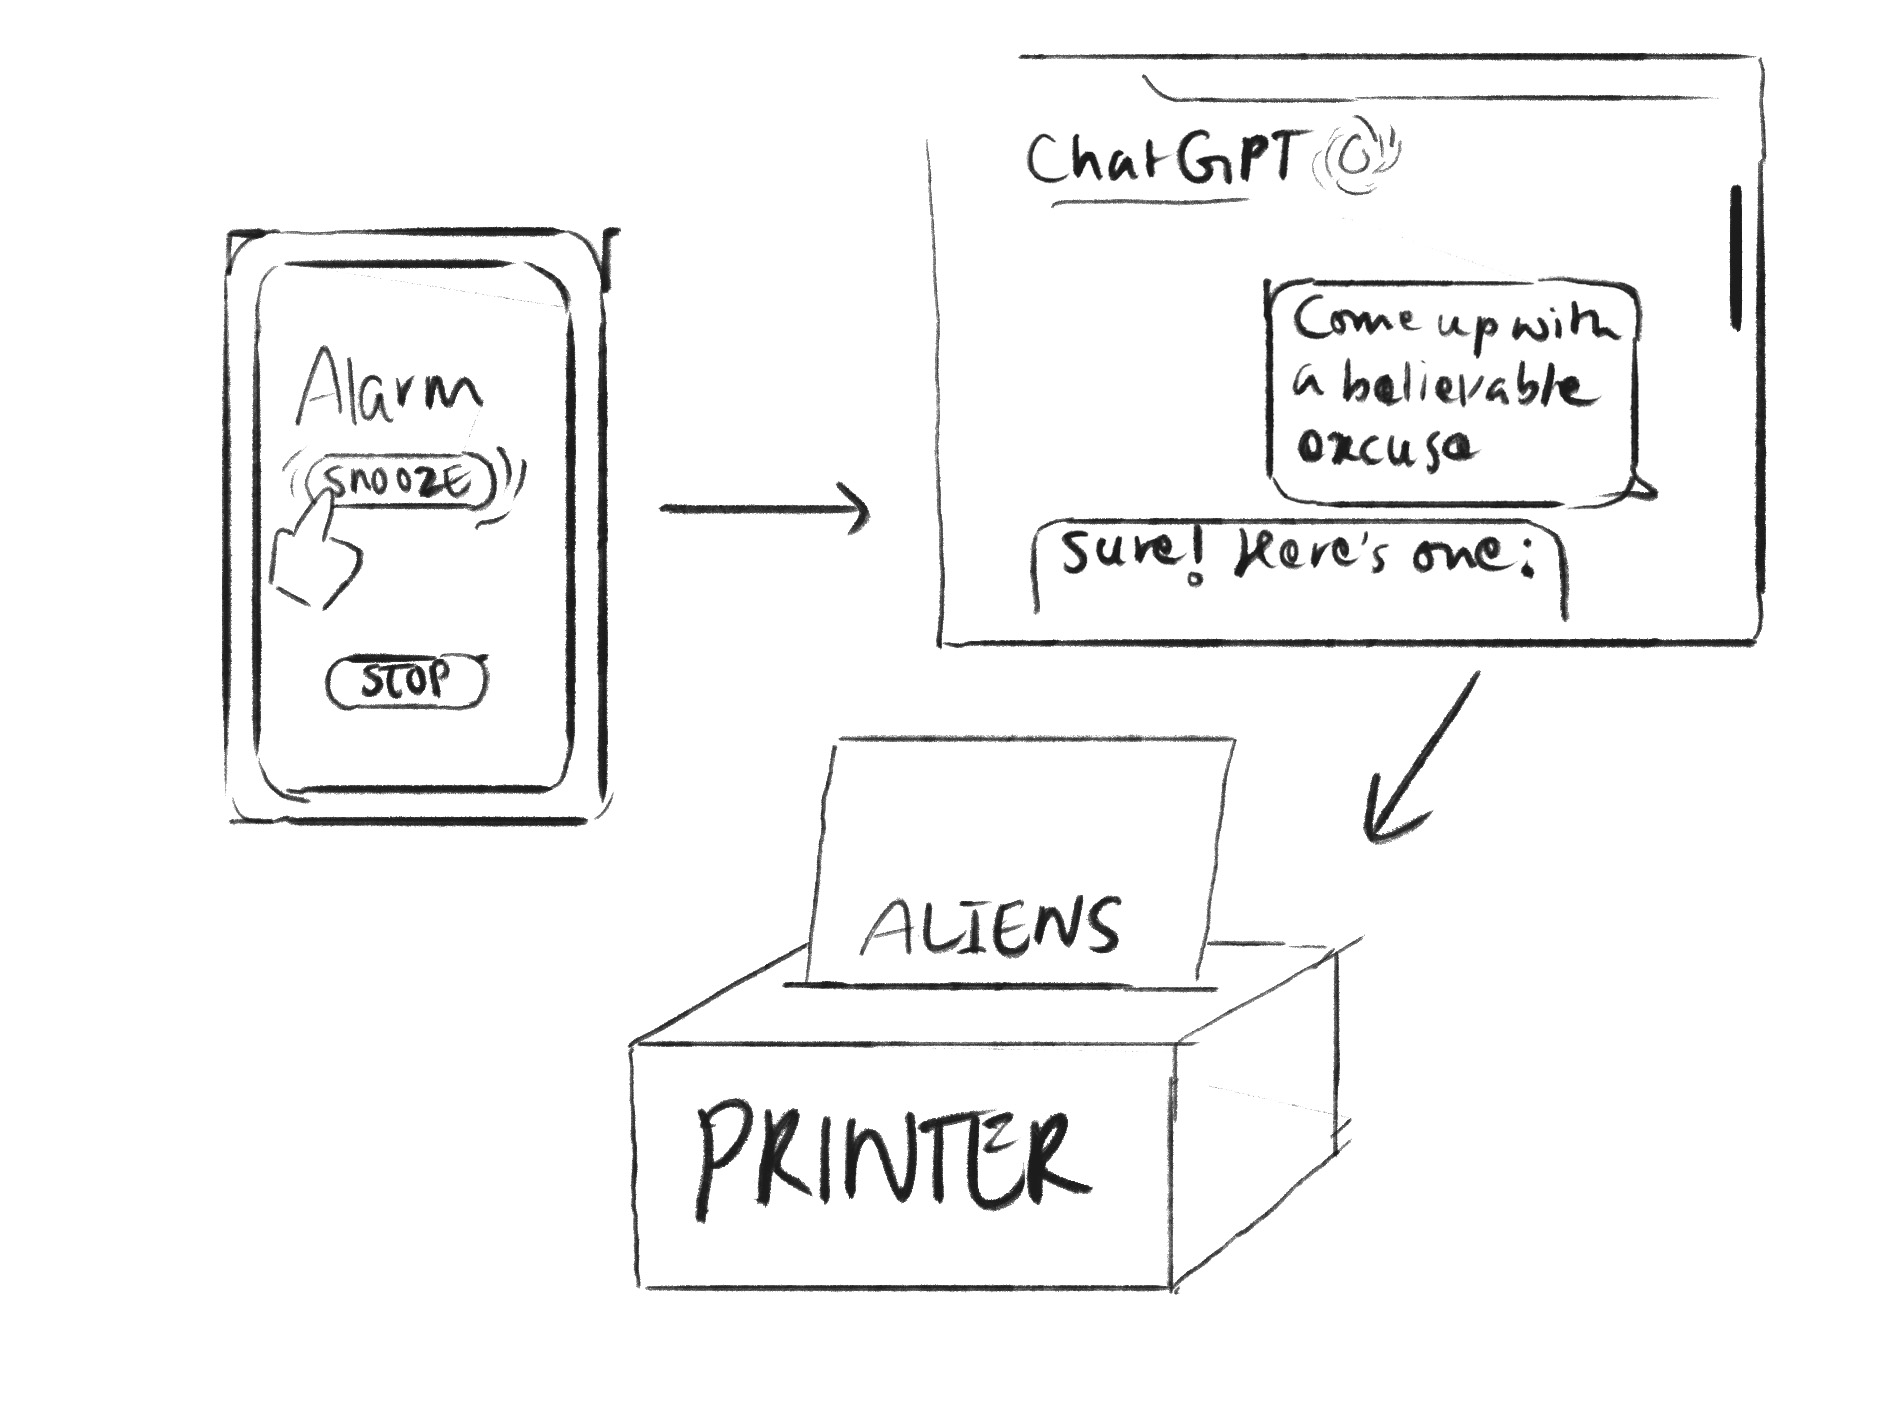 Alarm
SNOOZE
STOP
ChatGPT
Come up with
a believable
excuse
Sure! Here's one:
ALIENS
PRINTER